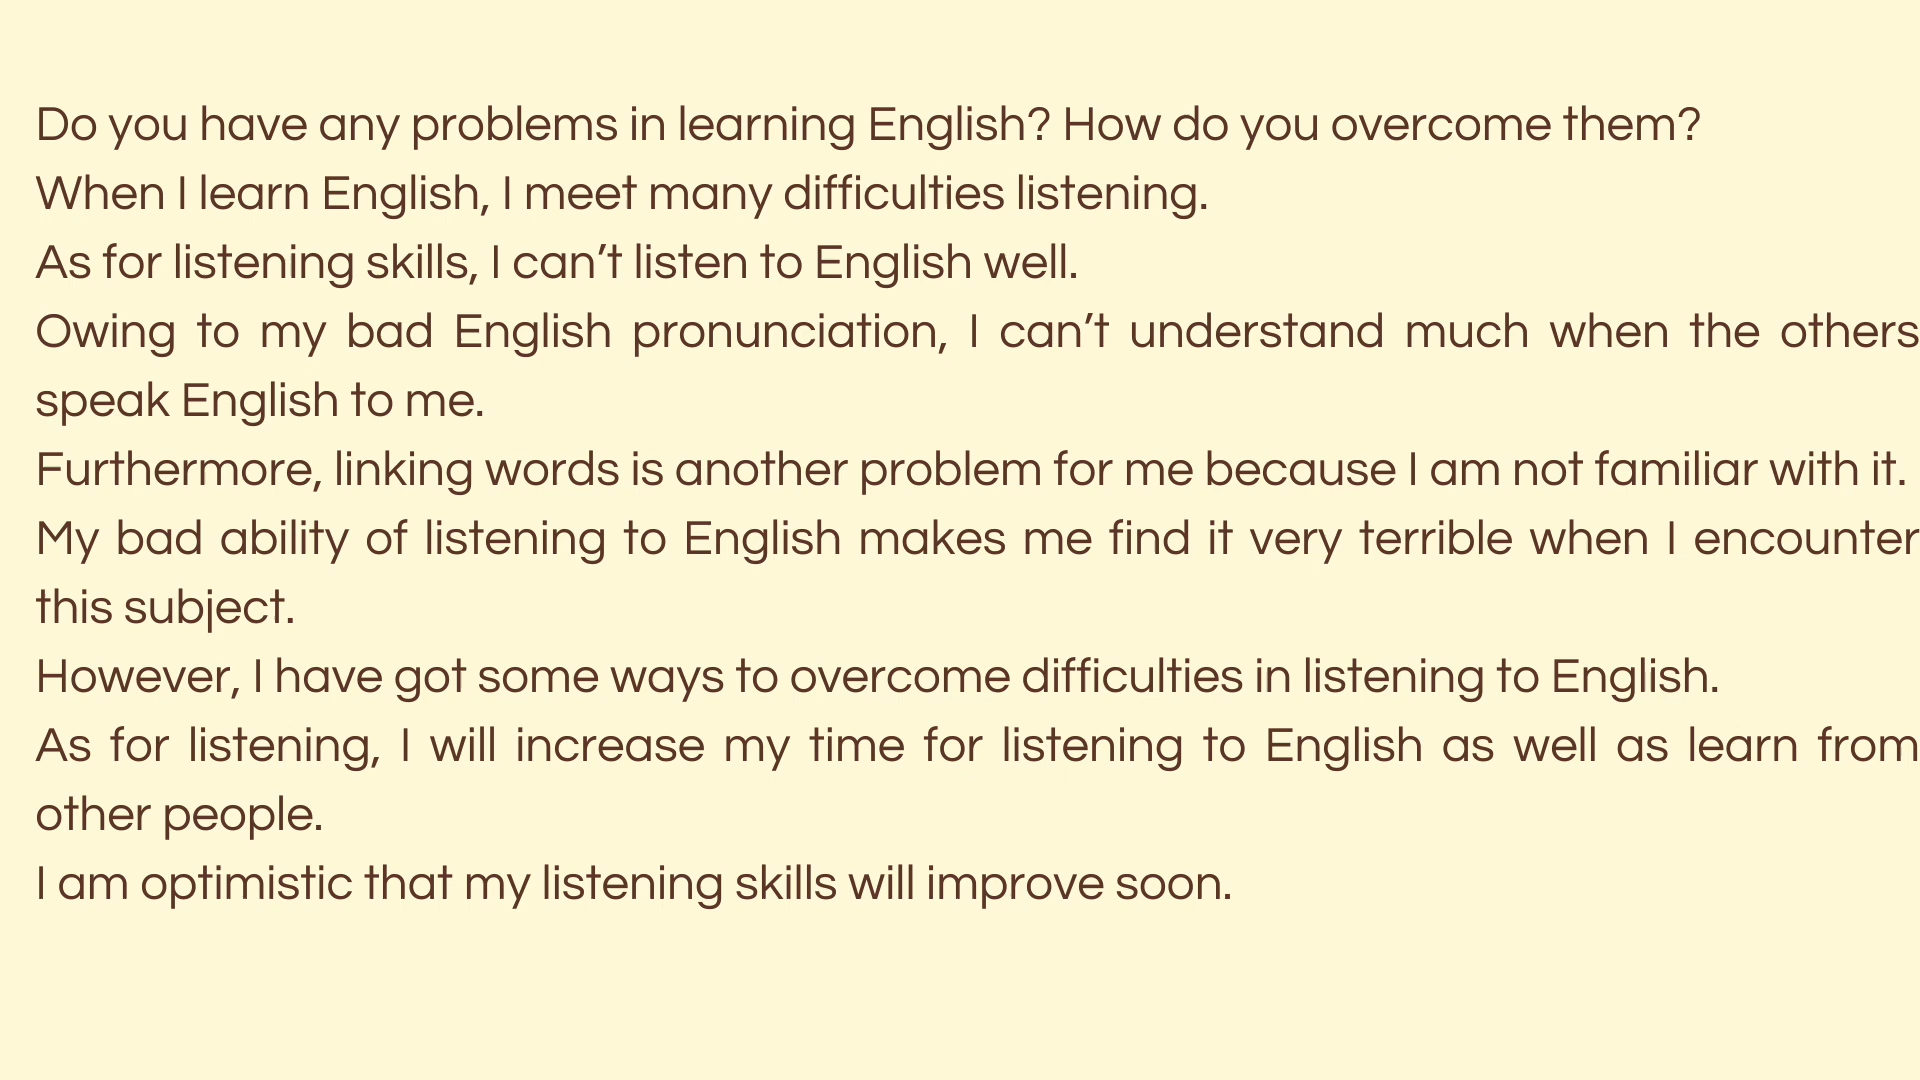 Do you have any problems in learning English? How do you overcome them?
When I learn English, I meet many difficulties listening.
As for listening skills, I can’t listen to English well.
Owing to my bad English pronunciation, I can’t understand much when the others
speak English to me.
Furthermore, linking words is another problem for me because I am not familiar with it.
My bad ability of listening to English makes me find it very terrible when I encounter
this subject.
However, I have got some ways to overcome difficulties in listening to English.
As for listening, I will increase my time for listening to English as well as learn from
other people.
I am optimistic that my listening skills will improve soon.